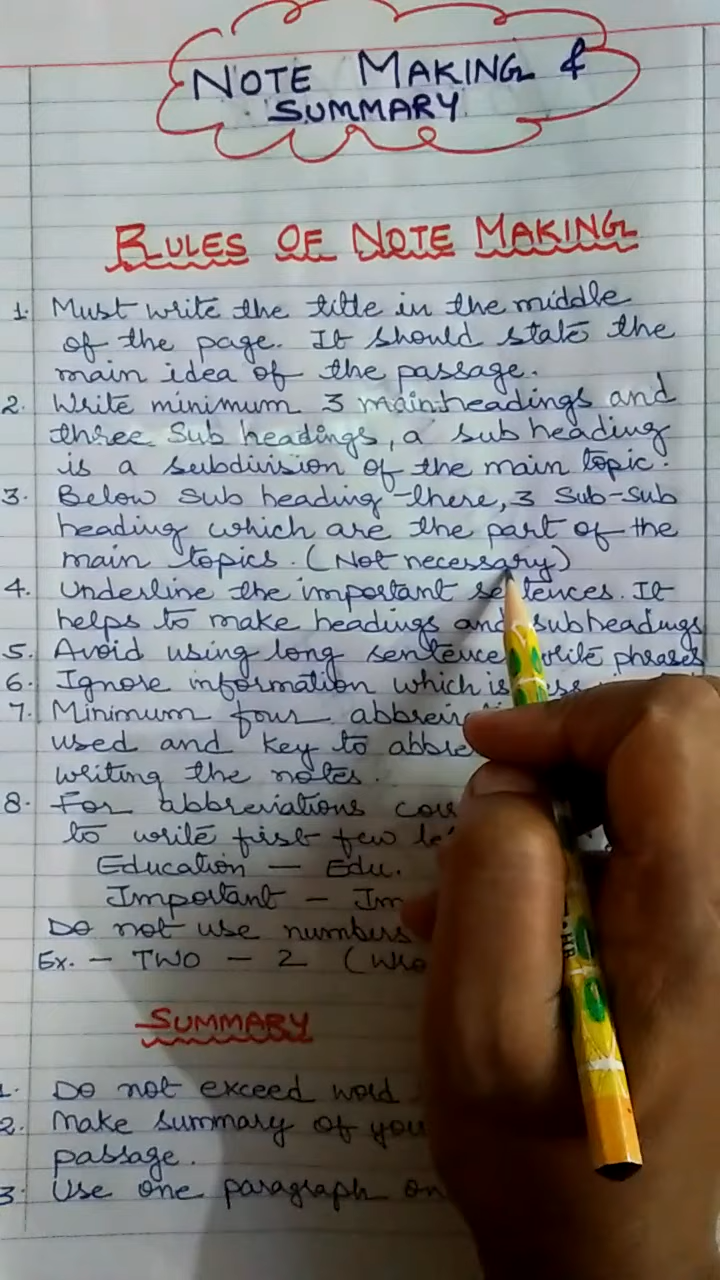 NOTE MAKING &
SUMMARY
RULES OF NOTE MAKING
1. Must write the title in the middle
of the page. It should state the
main idea of the passage.
2. Write minimum 3 main headings and
three Sub headings, a sub heading
is a subdivision of the main topic.
3. Below sub heading there, 3 Sub-Sub
heading which are the part of the
main topics. (Not necessary)
4. Underline the important sentences. It
helps to make headings and subheadings
5. Avoid using long sentence write phrases
6. Ignore information which is
7. Minimum four
used and key to
writing the notes.
8. For abbreviations
to write first few
Education - Edu.
Important - Im
Do not use numbers
Ex. - TWO - 2
SUMMARY
1. Do not exceed word
2. Make summary of
passage.
3. Use one paragraph
HB